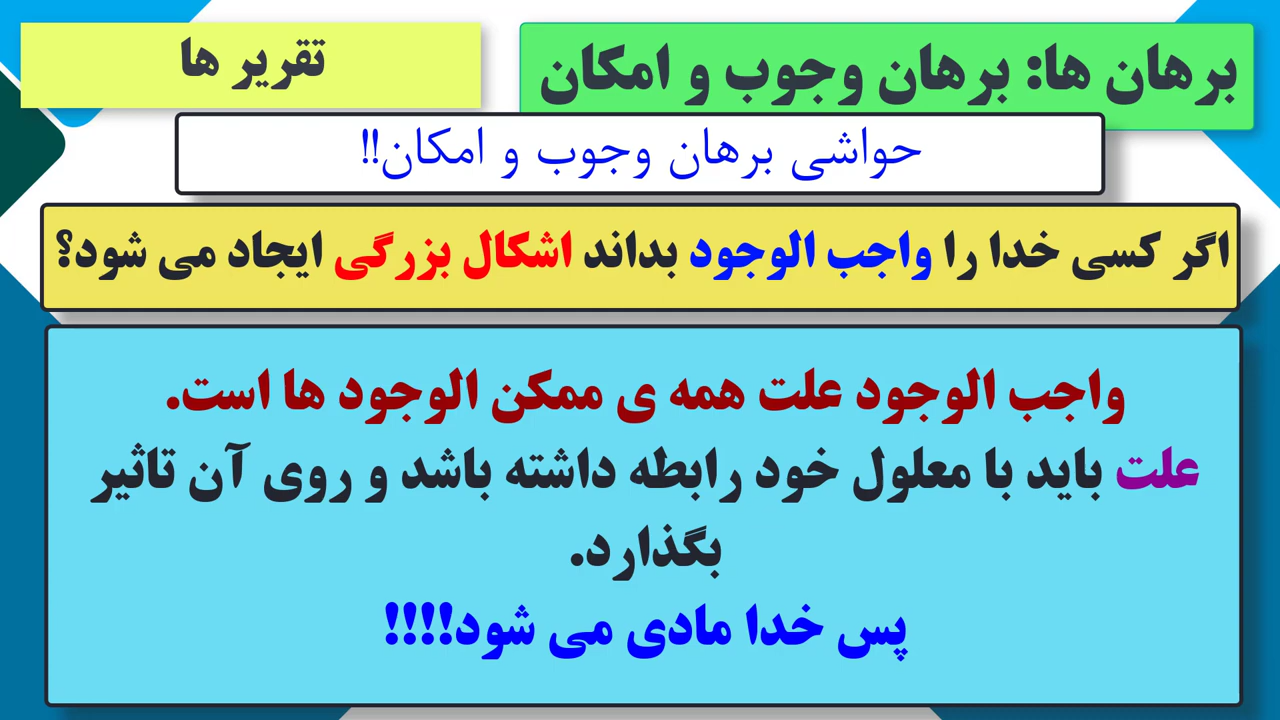 برهان ها: برهان وجوب و امکان
تقریر ها
حواشی برهان وجوب و امکان!!
اگر کسی خدا را واجب الوجود بداند اشکال بزرگی ایجاد می شود؟
واجب الوجود علت همه ی ممکن الوجود ها است.
علت باید با معلول خود رابطه داشته باشد و روی آن تاثیر
بگذارد.
پس خدا مادی می شود!!!!